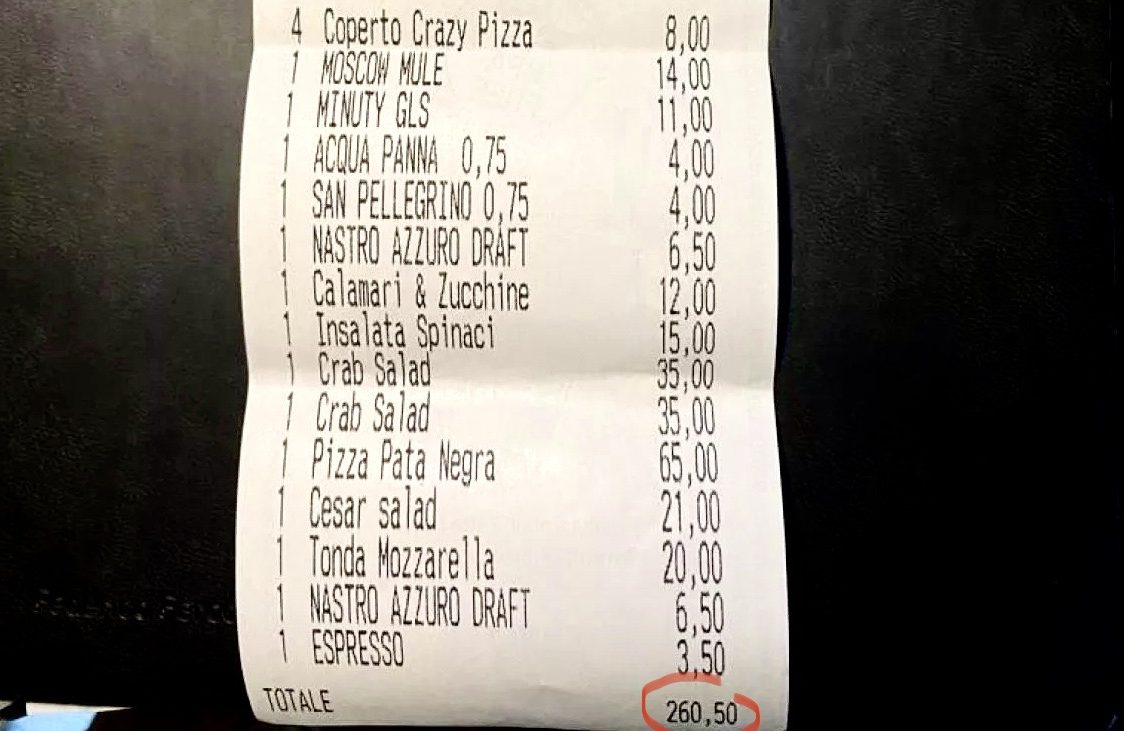 4 Coperto Crazy Pizza 8,00
1 MOSCOW MULE 14,00
1 MINUTY GLS 11,00
1 ACQUA PANNA 0,75 4,00
1 SAN PELLEGRINO 0,75 4,00
1 NASTRO AZZURO DRAFT 6,50
1 Calamari & Zucchine 12,00
1 Insalata Spinaci 15,00
1 Crab Salad 35,00
1 Crab Salad 35,00
1 Pizza Pata Negra 65,00
1 Cesar salad 21,00
1 Tonda Mozzarella 20,00
1 NASTRO AZZURO DRAFT 6,50
1 ESPRESSO 3,50
TOTALE 260,50